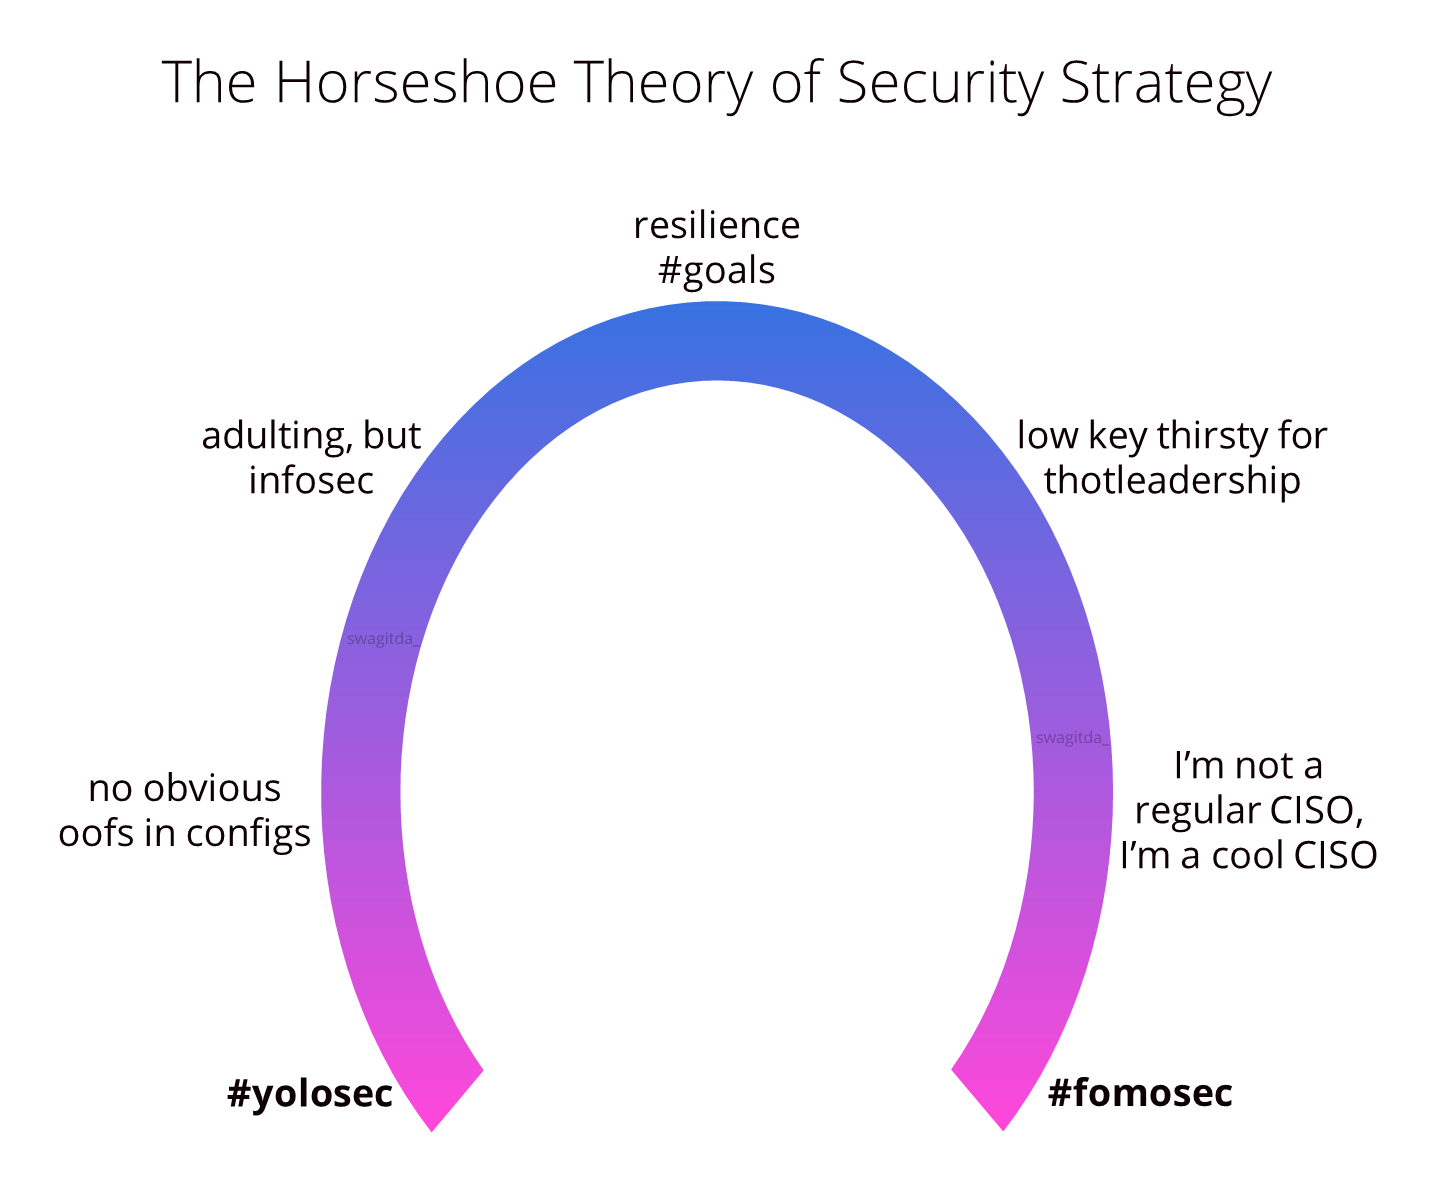 The Horseshoe Theory of Security Strategy
resilience
#goals
adulting, but
infosec
low key thirsty for
thotleadership
swagitda_
swagitda_
no obvious
oofs in configs
I’m not a
regular CISO,
I’m a cool CISO
#yolosec
#fomosec